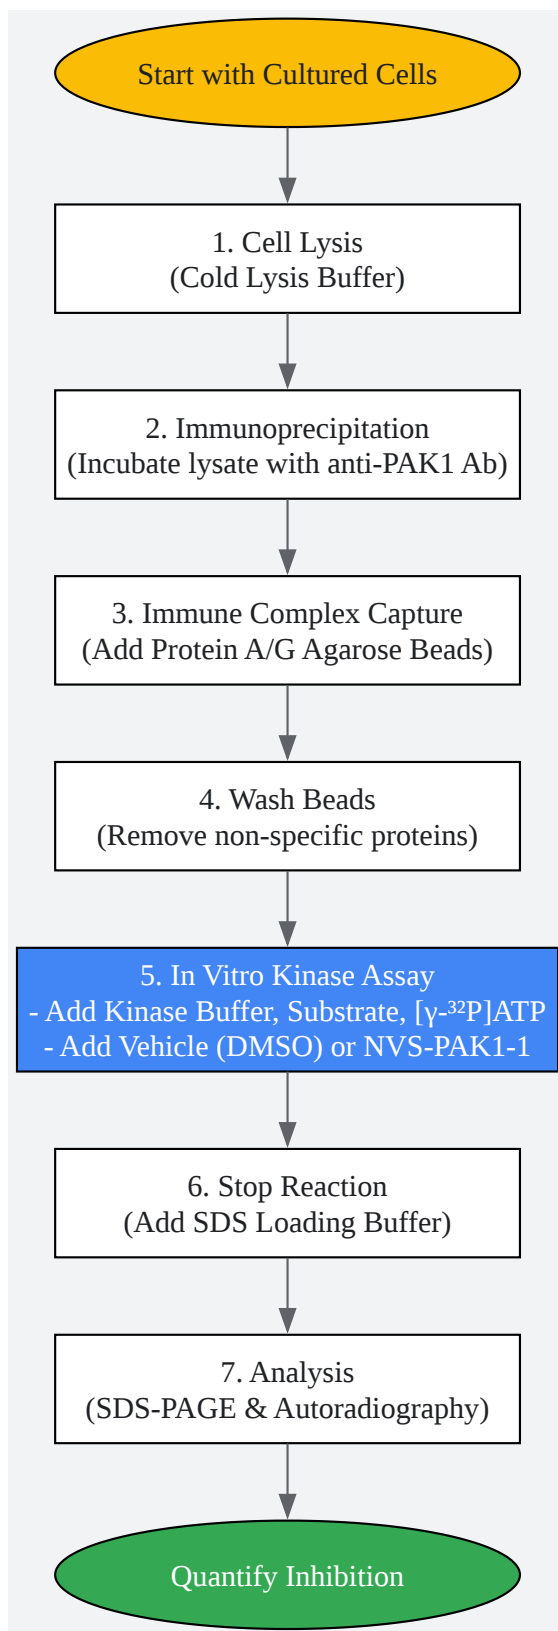 Start with Cultured Cells
1. Cell Lysis
(Cold Lysis Buffer)
2. Immunoprecipitation
(Incubate lysate with anti-PAK1 Ab)
3. Immune Complex Capture
(Add Protein A/G Agarose Beads)
4. Wash Beads
(Remove non-specific proteins)
5. In Vitro Kinase Assay
- Add Kinase Buffer, Substrate, [γ-³²P]ATP
- Add Vehicle (DMSO) or NVS-PAK1-1
6. Stop Reaction
(Add SDS Loading Buffer)
7. Analysis
(SDS-PAGE & Autoradiography)
Quantify Inhibition